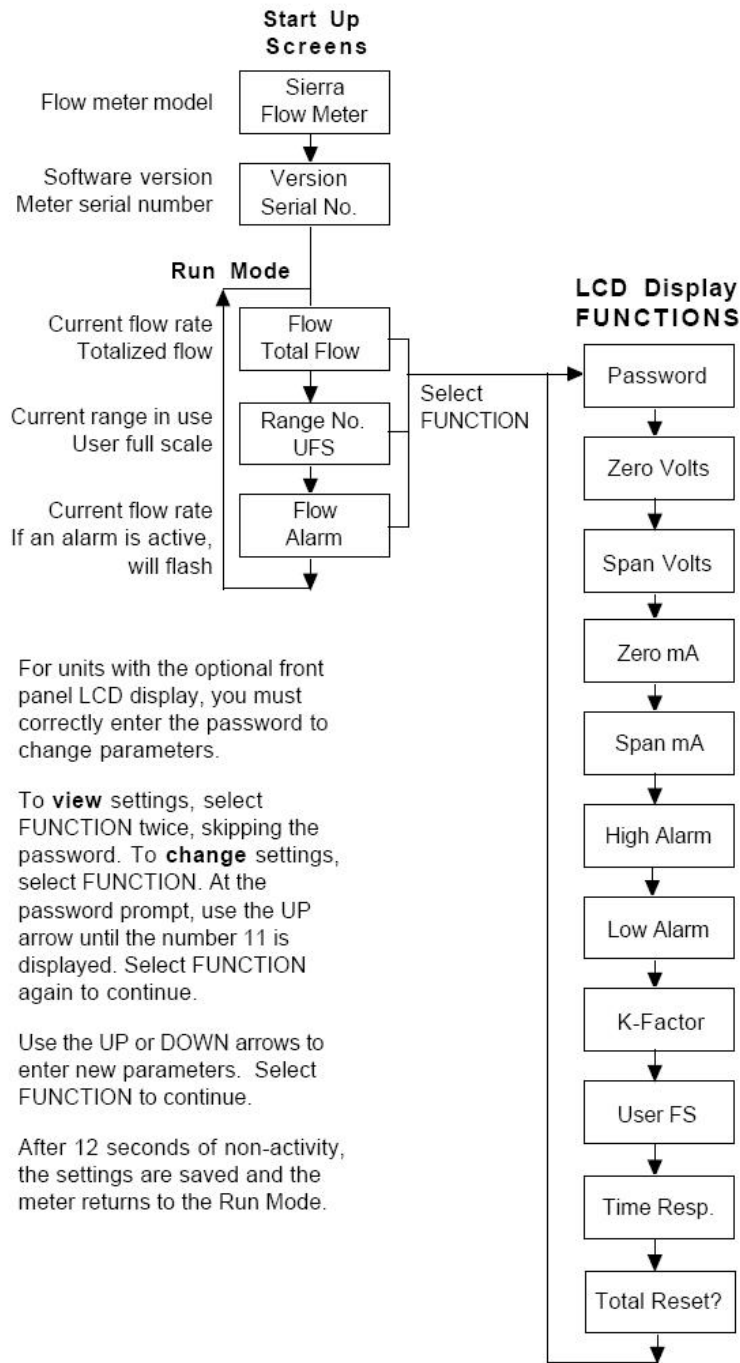 Start Up
Screens
Flow meter model
Sierra
Flow Meter
Software version
Meter serial number
Version
Serial No.
Run Mode
Current flow rate
Totalized flow
Flow
Total Flow
Current range in use
User full scale
Range No.
UFS
Current flow rate
If an alarm is active,
will flash
Flow
Alarm
Select
FUNCTION
LCD Display
FUNCTIONS
Password
Zero Volts
Span Volts
Zero mA
Span mA
High Alarm
Low Alarm
K-Factor
User FS
Time Resp.
Total Reset?
For units with the optional front
panel LCD display, you must
correctly enter the password to
change parameters.
To view settings, select
FUNCTION twice, skipping the
password. To change settings,
select FUNCTION. At the
password prompt, use the UP
arrow until the number 11 is
displayed. Select FUNCTION
again to continue.
Use the UP or DOWN arrows to
enter new parameters. Select
FUNCTION to continue.
After 12 seconds of non-activity,
the settings are saved and the
meter returns to the Run Mode.